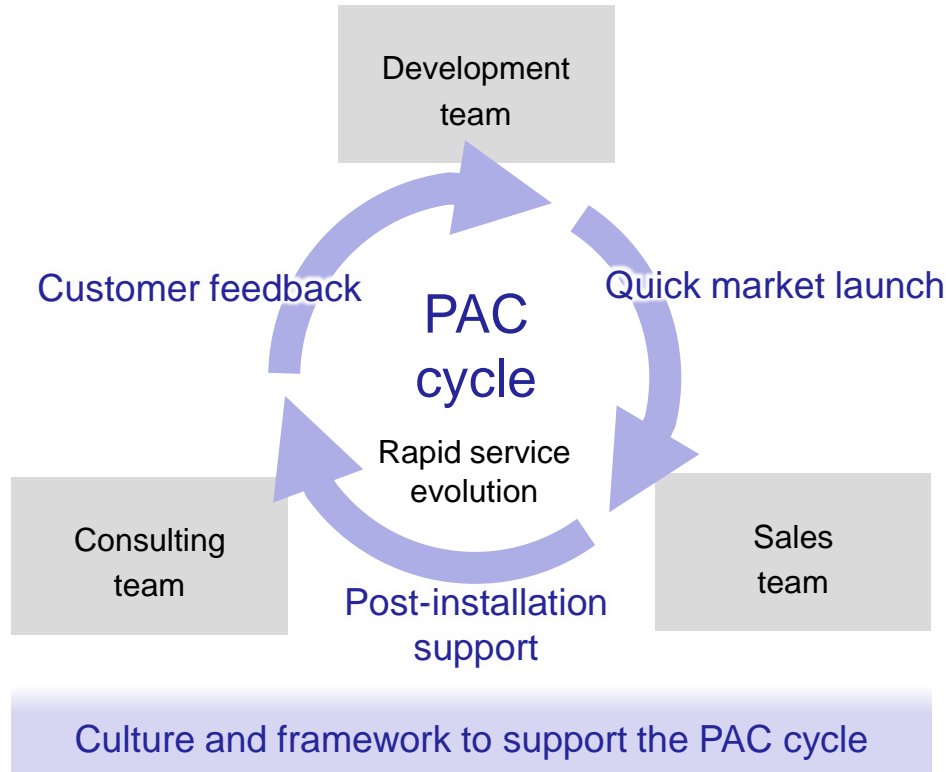 Development
team
Customer feedback
Quick market launch
PAC
cycle
Rapid service
evolution
Consulting
team
Sales
team
Post-installation
support
Culture and framework to support the PAC cycle